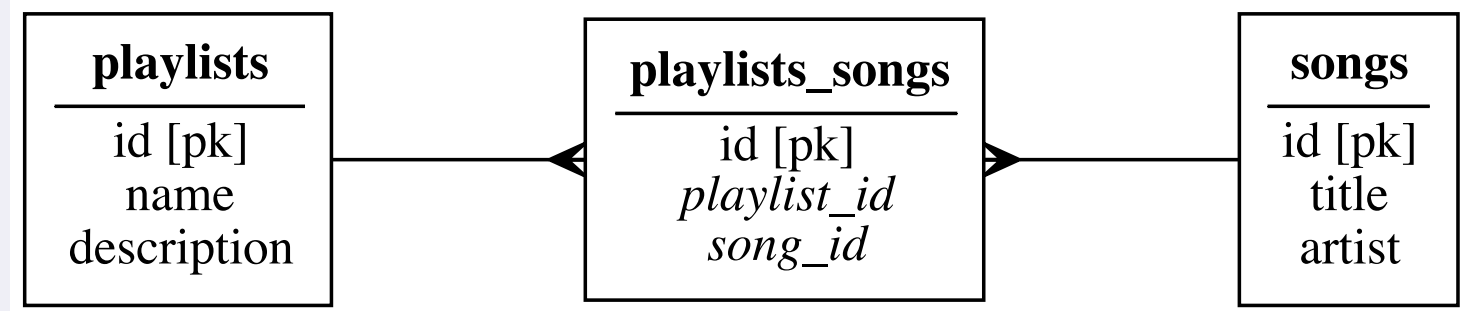 playlists
id [pk]
name
description
playlists_songs
id [pk]
playlist_id
song_id
songs
id [pk]
title
artist